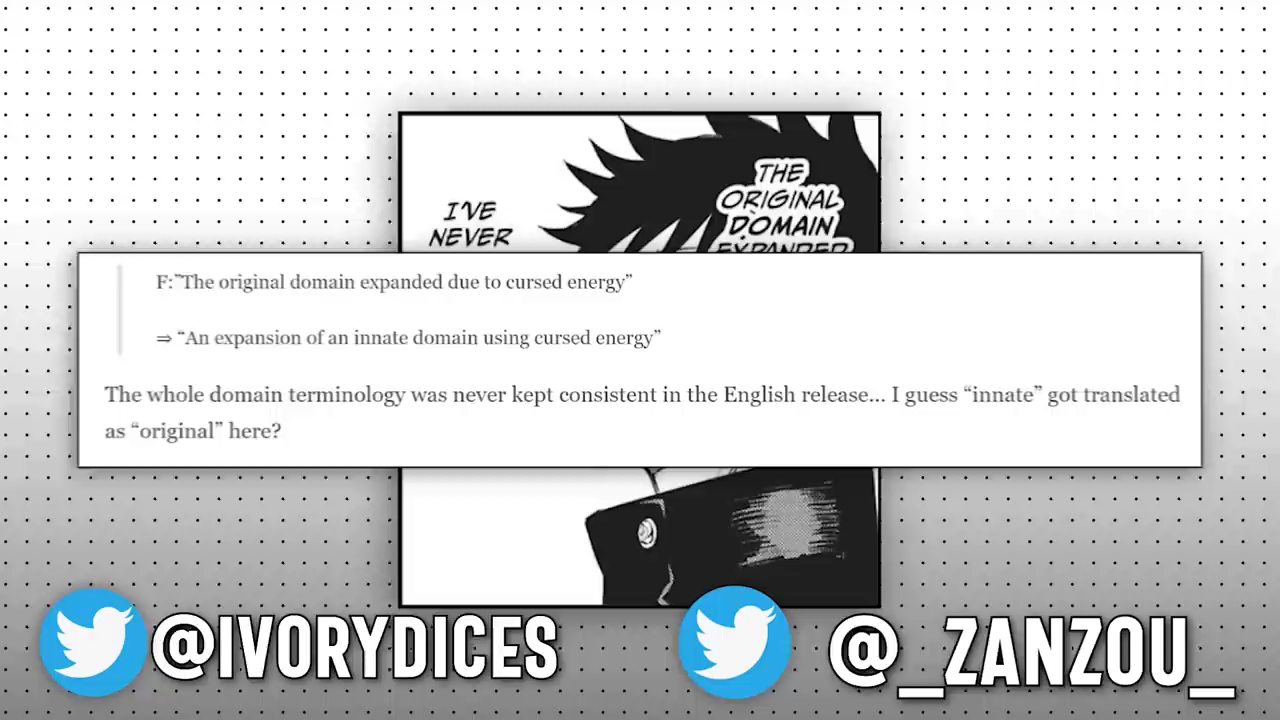 I'VE
NEVER
THE
ORIGINAL
DOMAIN
EXPANDED
F:"The original domain expanded due to cursed energy”
⇒ “An expansion of an innate domain using cursed energy”
The whole domain terminology was never kept consistent in the English release... I guess “innate” got translated
as “original” here?
@IVORYDICES
@_ZANZOU_